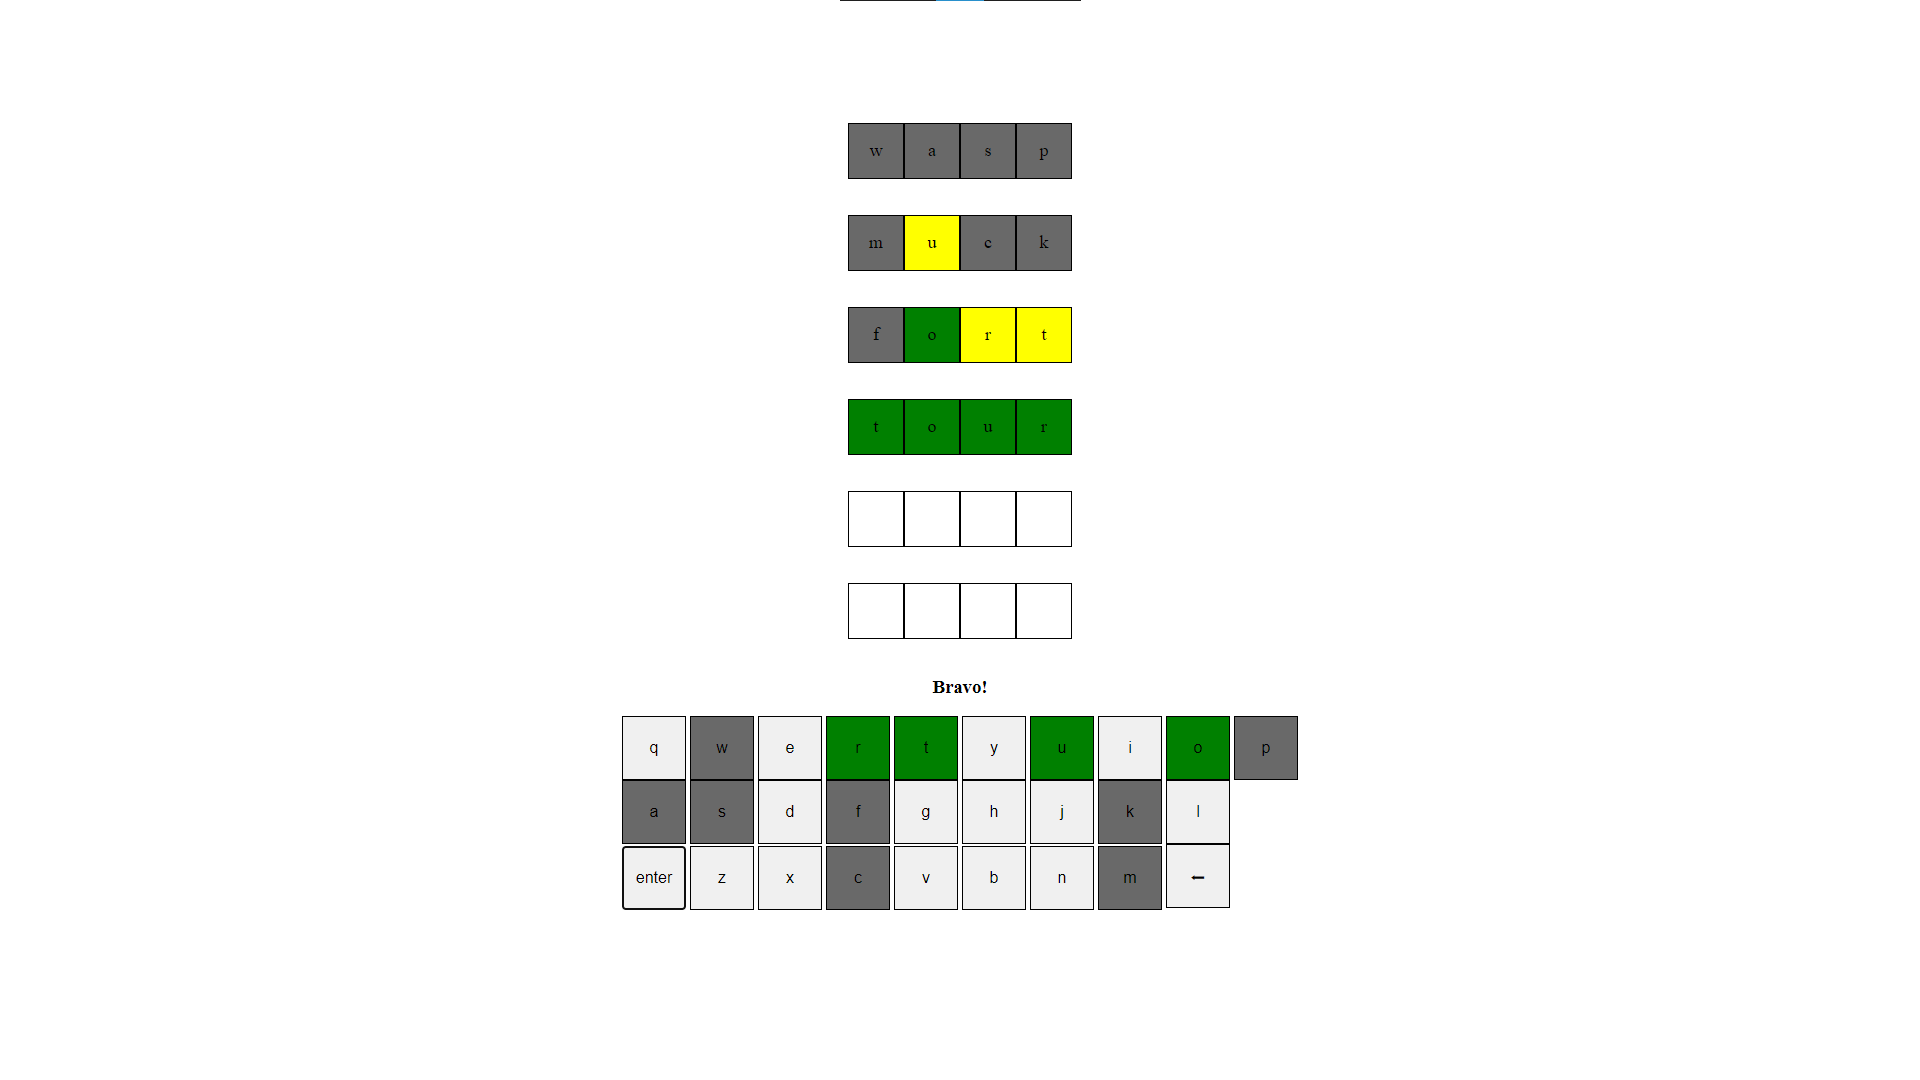 w a s p
m u c k
f o r t
t o u r
Bravo!
q w e r t y u i o p
a s d f g h j k l
enter z x c v b n m ←